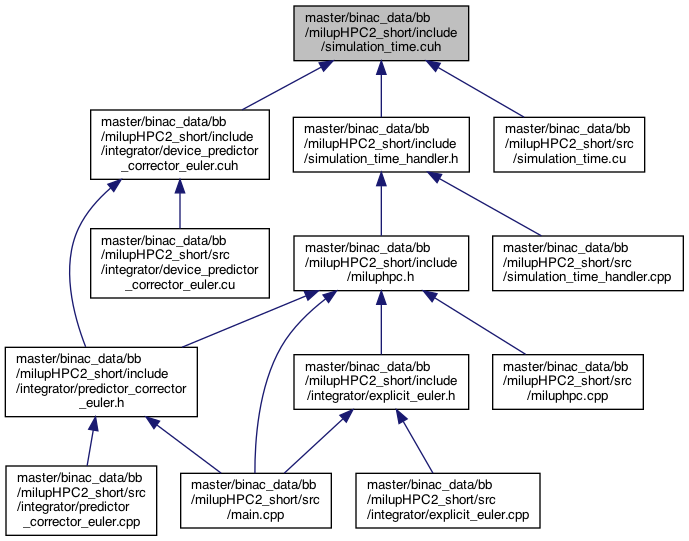 master/binac_data/bb
/milupHPC2_short/include
/simulation_time.cuh
master/binac_data/bb
/milupHPC2_short/include
/integrator/device_predictor
_corrector_euler.cuh
master/binac_data/bb
/milupHPC2_short/include
/simulation_time_handler.h
master/binac_data/bb
/milupHPC2_short/src
/simulation_time.cu
master/binac_data/bb
/milupHPC2_short/src
/integrator/device_predictor
_corrector_euler.cu
master/binac_data/bb
/milupHPC2_short/include
/miluphpc.h
master/binac_data/bb
/milupHPC2_short/src
/simulation_time_handler.cpp
master/binac_data/bb
/milupHPC2_short/include
/integrator/predictor_corrector
_euler.h
master/binac_data/bb
/milupHPC2_short/include
/integrator/explicit_euler.h
master/binac_data/bb
/milupHPC2_short/src
/miluphpc.cpp
master/binac_data/bb
/milupHPC2_short/src
/integrator/predictor
_corrector_euler.cpp
master/binac_data/bb
/milupHPC2_short/src
/main.cpp
master/binac_data/bb
/milupHPC2_short/src
/integrator/explicit_euler.cpp